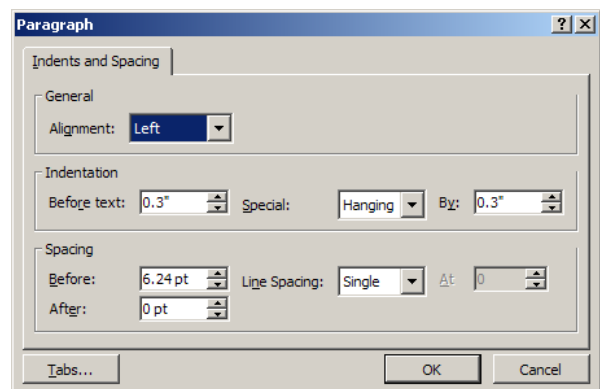 Paragraph
Indents and Spacing
General
Alignment: Left
Indentation
Before text: 0.3" Special: Hanging By: 0.3"
Spacing
Before: 6.24 pt Line Spacing: Single At 0
After: 0 pt
Tabs... OK Cancel